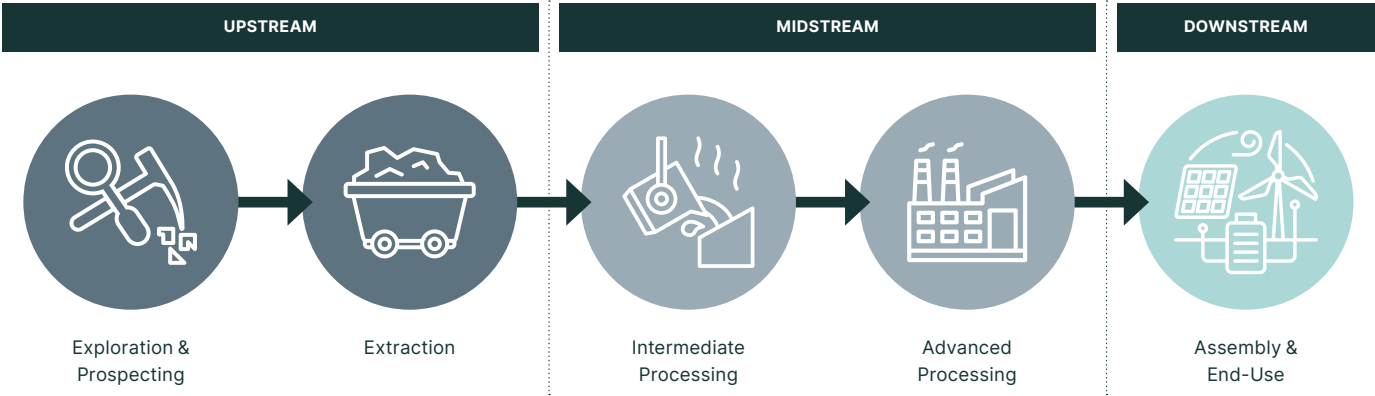 UPSTREAM
MIDSTREAM
DOWNSTREAM
Exploration &
Prospecting
Extraction
Intermediate
Processing
Advanced
Processing
Assembly &
End-Use